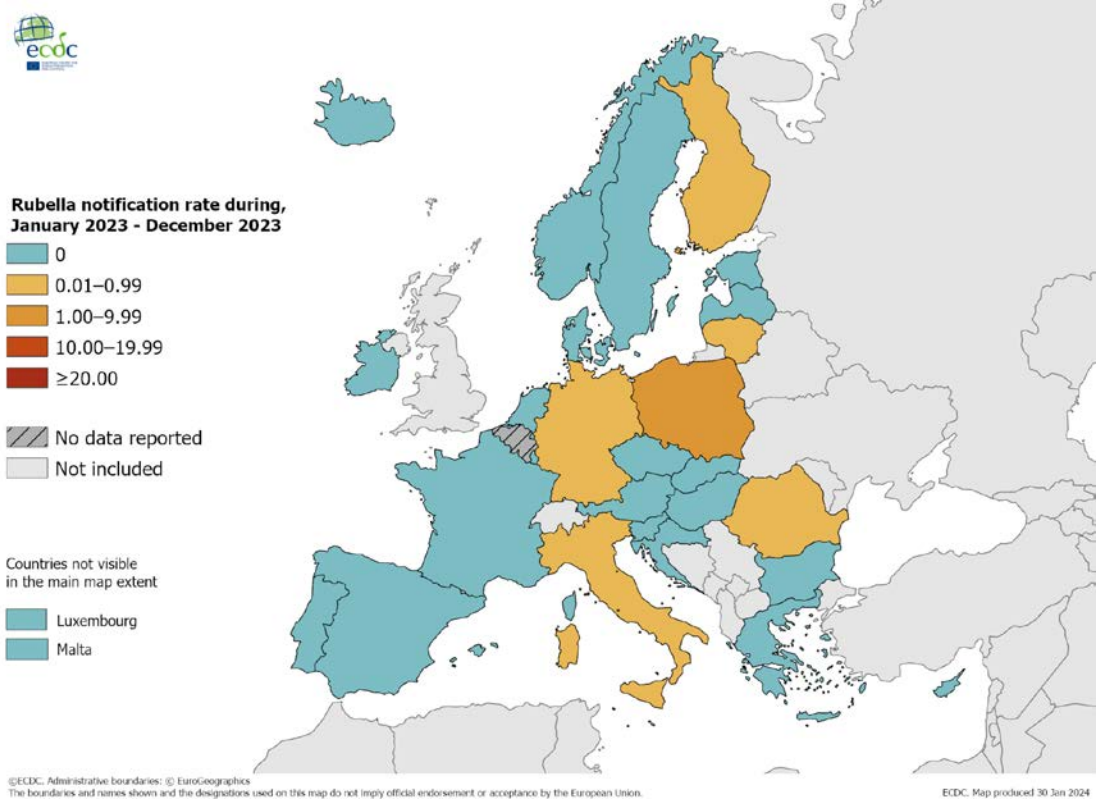 ecdc
Rubella notification rate during,
January 2023 - December 2023
0
0.01–0.99
1.00–9.99
10.00–19.99
≥20.00
No data reported
Not included
Countries not visible
in the main map extent
Luxembourg
Malta
©ECDC. Administrative boundaries: © EuroGeographics
The boundaries and names shown and the designations used on this map do not imply official endorsement or acceptance by the European Union.
ECDC. Map produced 30 Jan 2024